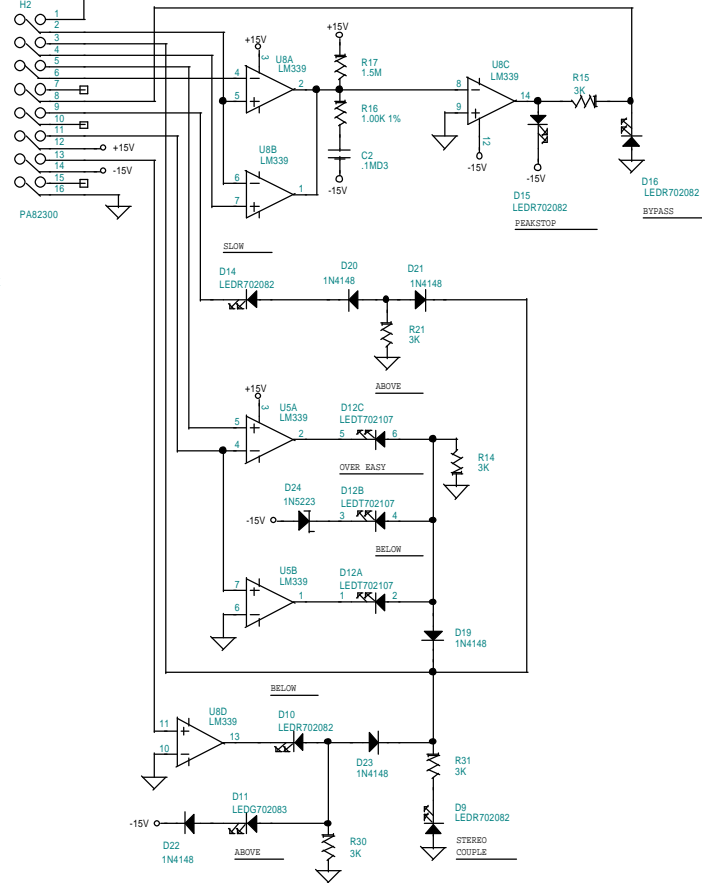 H2
1
2
3
4
5
6
7
8
9
10
11
12
13
14
15
16
+15V
-15V
PA82300
+15V
3
U8A
LM339
4
5
2
U8B
LM339
6
7
1
+15V
R17
1.5M
R16
1.00K 1%
C2
.1MD3
-15V
U8C
LM339
8
9
14
12
-15V
R15
3K
D15
LEDR702082
-15V
PEAKSTOP
D16
LEDR702082
BYPASS
SLOW
D14
LEDR702082
D20
1N4148
D21
1N4148
R21
3K
ABOVE
+15V
3
U5A
LM339
5
4
2
D12C
LEDT702107
5
6
R14
3K
OVER EASY
D24
1N5223
-15V
D12B
LEDT702107
3
4
BELOW
U5B
LM339
7
6
1
D12A
LEDT702107
1
2
D19
1N4148
BELOW
U8D
LM339
11
10
13
D10
LEDR702082
D23
1N4148
R31
3K
D9
LEDR702082
STEREO
COUPLE
-15V
D22
1N4148
D11
LEDG702083
ABOVE
R30
3K